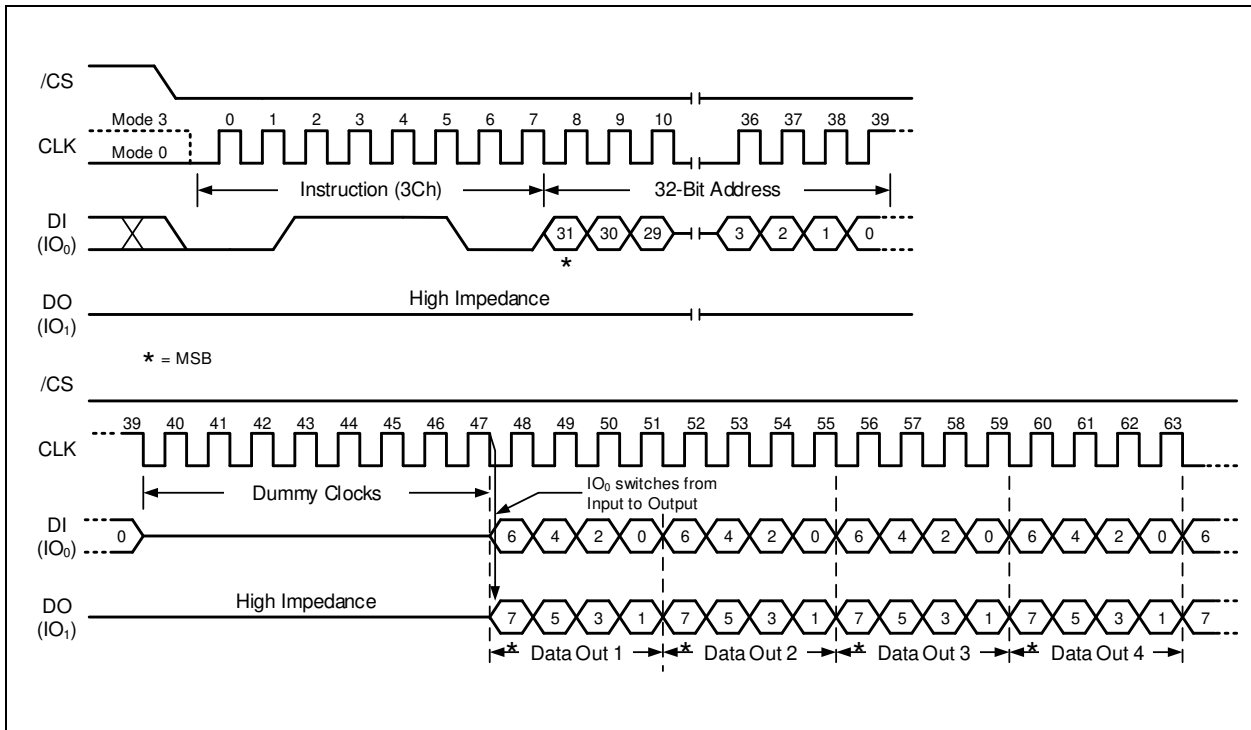 /CS
Mode 3 0 1 2 3 4 5 6 7 8 9 10 36 37 38 39
CLK
Mode 0
Instruction (3Ch) 32-Bit Address
DI
(IO₀) 31 30 29 3 2 1 0
*
High Impedance
DO
(IO₁)
* = MSB
/CS
39 40 41 42 43 44 45 46 47 48 49 50 51 52 53 54 55 56 57 58 59 60 61 62 63
CLK
Dummy Clocks
IO₀ switches from
Input to Output
DI
(IO₀) 0 6 4 2 0 6 4 2 0 6 4 2 0 6 4 2 0 6
High Impedance
DO
(IO₁) 7 5 3 1 7 5 3 1 7 5 3 1 7 5 3 1 7
* Data Out 1 * Data Out 2 * Data Out 3 * Data Out 4